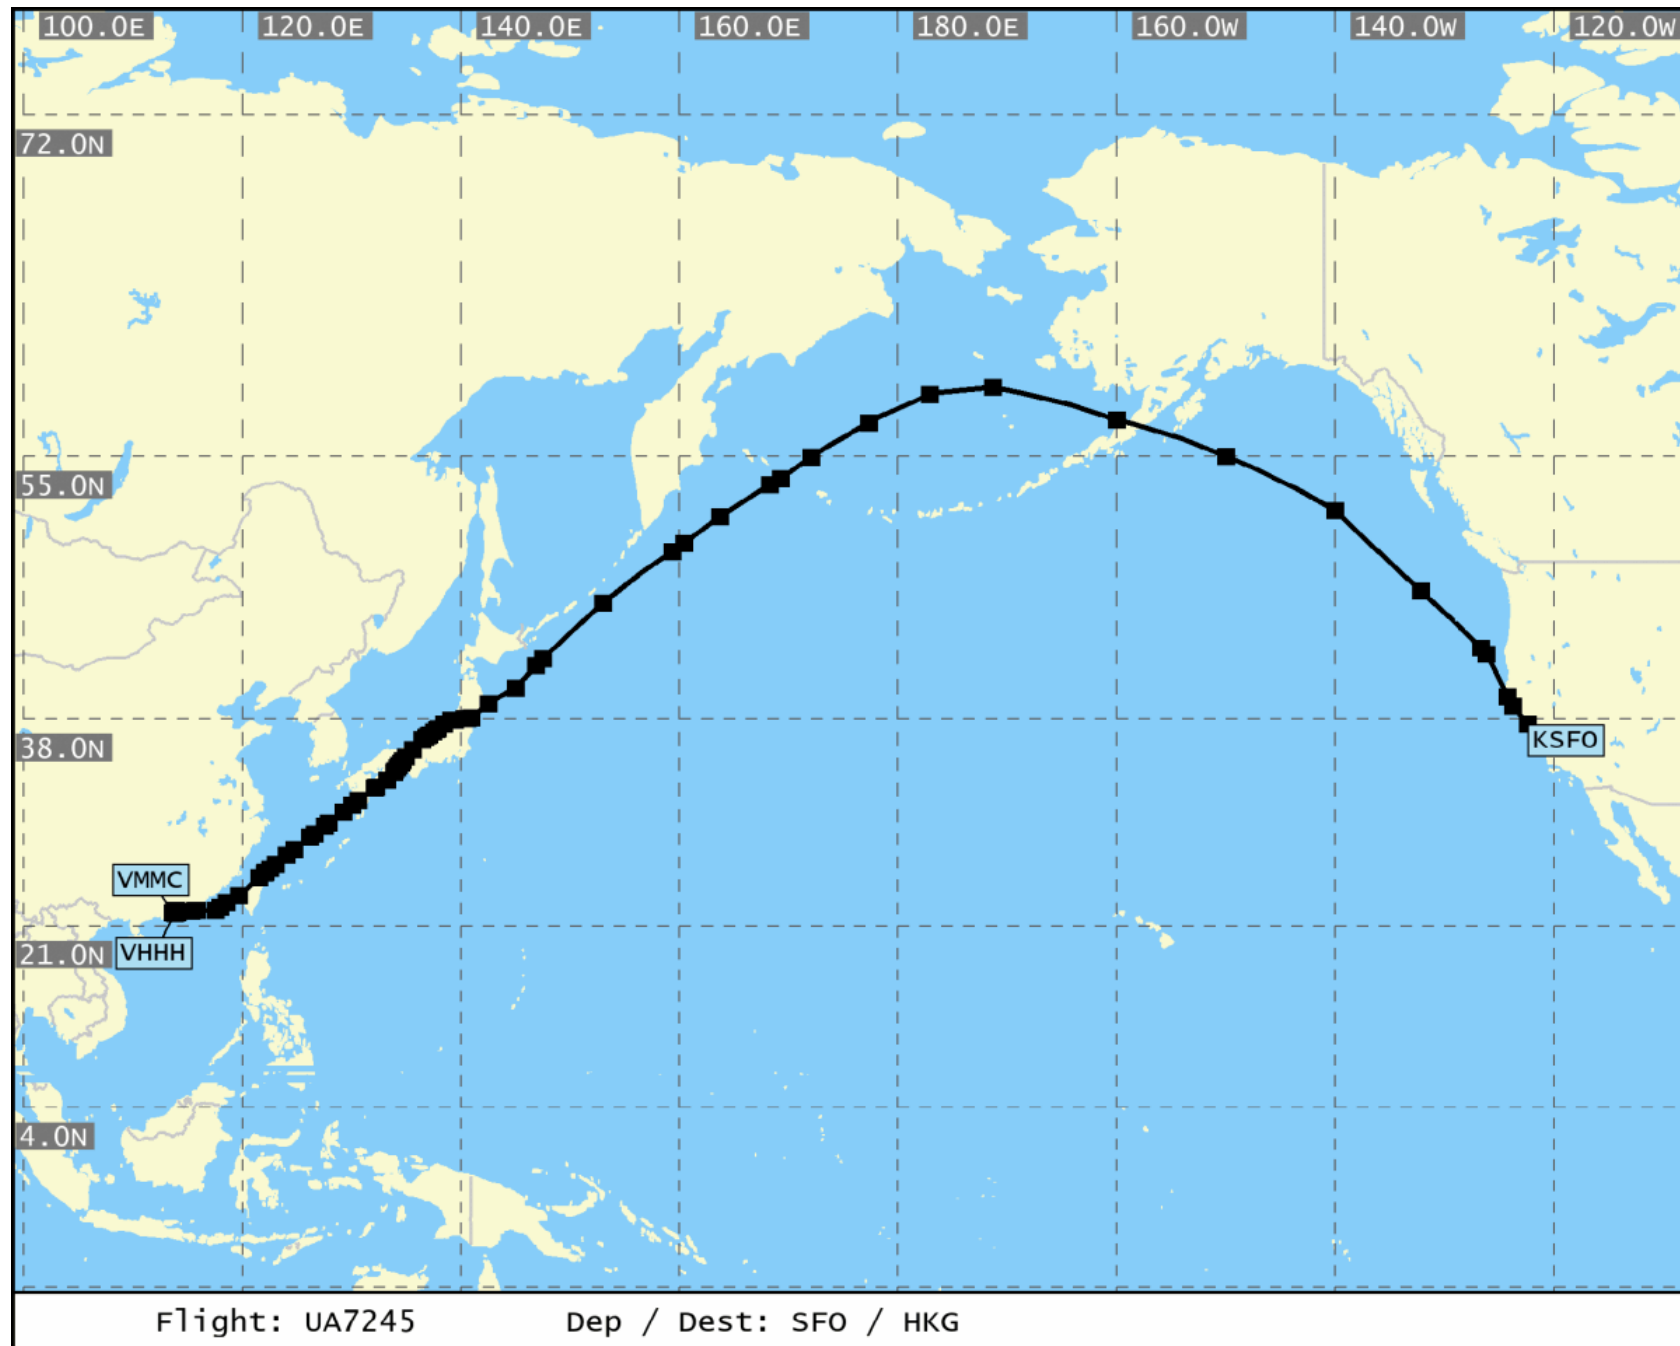 100.0E 120.0E 140.0E 160.0E 180.0E 160.0W 140.0W 120.0W
72.0N
55.0N
38.0N
KSFO
VMMC
VHHH
21.0N
4.0N
Flight: UA7245 Dep / Dest: SFO / HKG